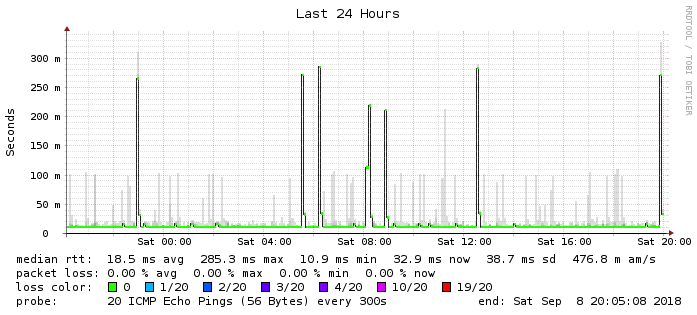 Last 24 Hours
RRDTOOL / TOBI OETIKER
Seconds
300 m
250 m
200 m
150 m
100 m
50 m
0
Sat 00:00 Sat 04:00 Sat 08:00 Sat 12:00 Sat 16:00 Sat 20:00
median rtt: 18.5 ms avg 285.3 ms max 10.9 ms min 32.9 ms now 38.7 ms sd 476.8 m am/s
packet loss: 0.00 % avg 0.00 % max 0.00 % min 0.00 % now
loss color: 0 1/20 2/20 3/20 4/20 10/20 19/20
probe: 20 ICMP Echo Pings (56 Bytes) every 300s end: Sat Sep 8 20:05:08 2018